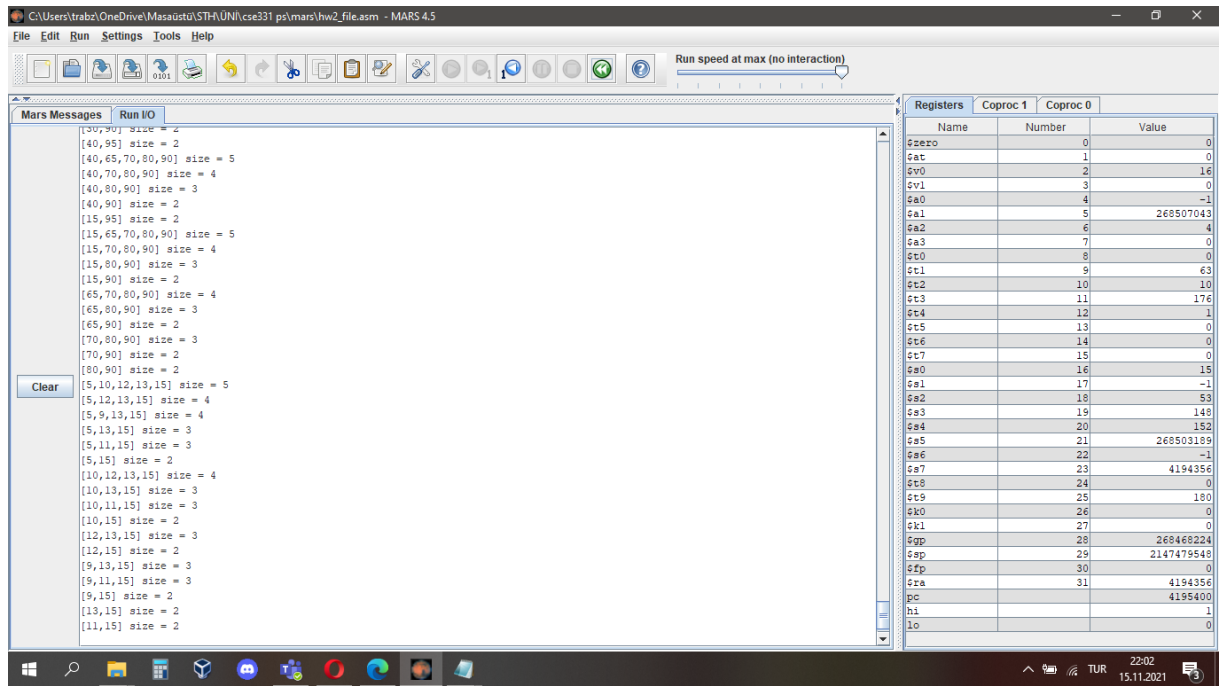 C:\Users\trabz\OneDrive\Masaüstü\STH\ÜNİ\cse331 ps\mars\hw2_file.asm - MARS 4.5
File Edit Run Settings Tools Help
Run speed at max (no interaction)
Mars Messages Run I/O
[30,90] size = 2
[40,95] size = 2
[40,65,70,80,90] size = 5
[40,70,80,90] size = 4
[40,80,90] size = 3
[40,90] size = 2
[15,95] size = 2
[15,65,70,80,90] size = 5
[15,70,80,90] size = 4
[15,80,90] size = 3
[15,90] size = 2
[65,70,80,90] size = 4
[65,80,90] size = 3
[65,90] size = 2
[70,80,90] size = 3
[70,90] size = 2
[80,90] size = 2
[5,10,12,13,15] size = 5
[5,12,13,15] size = 4
[5,9,13,15] size = 4
[5,13,15] size = 3
[5,11,15] size = 3
[5,15] size = 2
[10,12,13,15] size = 4
[10,13,15] size = 3
[10,11,15] size = 3
[10,15] size = 2
[12,13,15] size = 3
[12,15] size = 2
[9,13,15] size = 3
[9,11,15] size = 3
[9,15] size = 2
[13,15] size = 2
[11,15] size = 2
Clear
Registers Coproc 1 Coproc 0
Name Number Value
$zero 0 0
$at 1 0
$v0 2 16
$v1 3 0
$a0 4 -1
$a1 5 268507043
$a2 6 4
$a3 7 0
$t0 8 0
$t1 9 63
$t2 10 10
$t3 11 176
$t4 12 1
$t5 13 0
$t6 14 0
$t7 15 0
$s0 16 15
$s1 17 -1
$s2 18 53
$s3 19 148
$s4 20 152
$s5 21 268503189
$s6 22 -1
$s7 23 4194356
$t8 24 0
$t9 25 180
$k0 26 0
$k1 27 0
$gp 28 268468224
$sp 29 2147479548
$fp 30 0
$ra 31 4194356
pc 4195400
hi 1
lo 0
TUR
22:02
15.11.2021
3